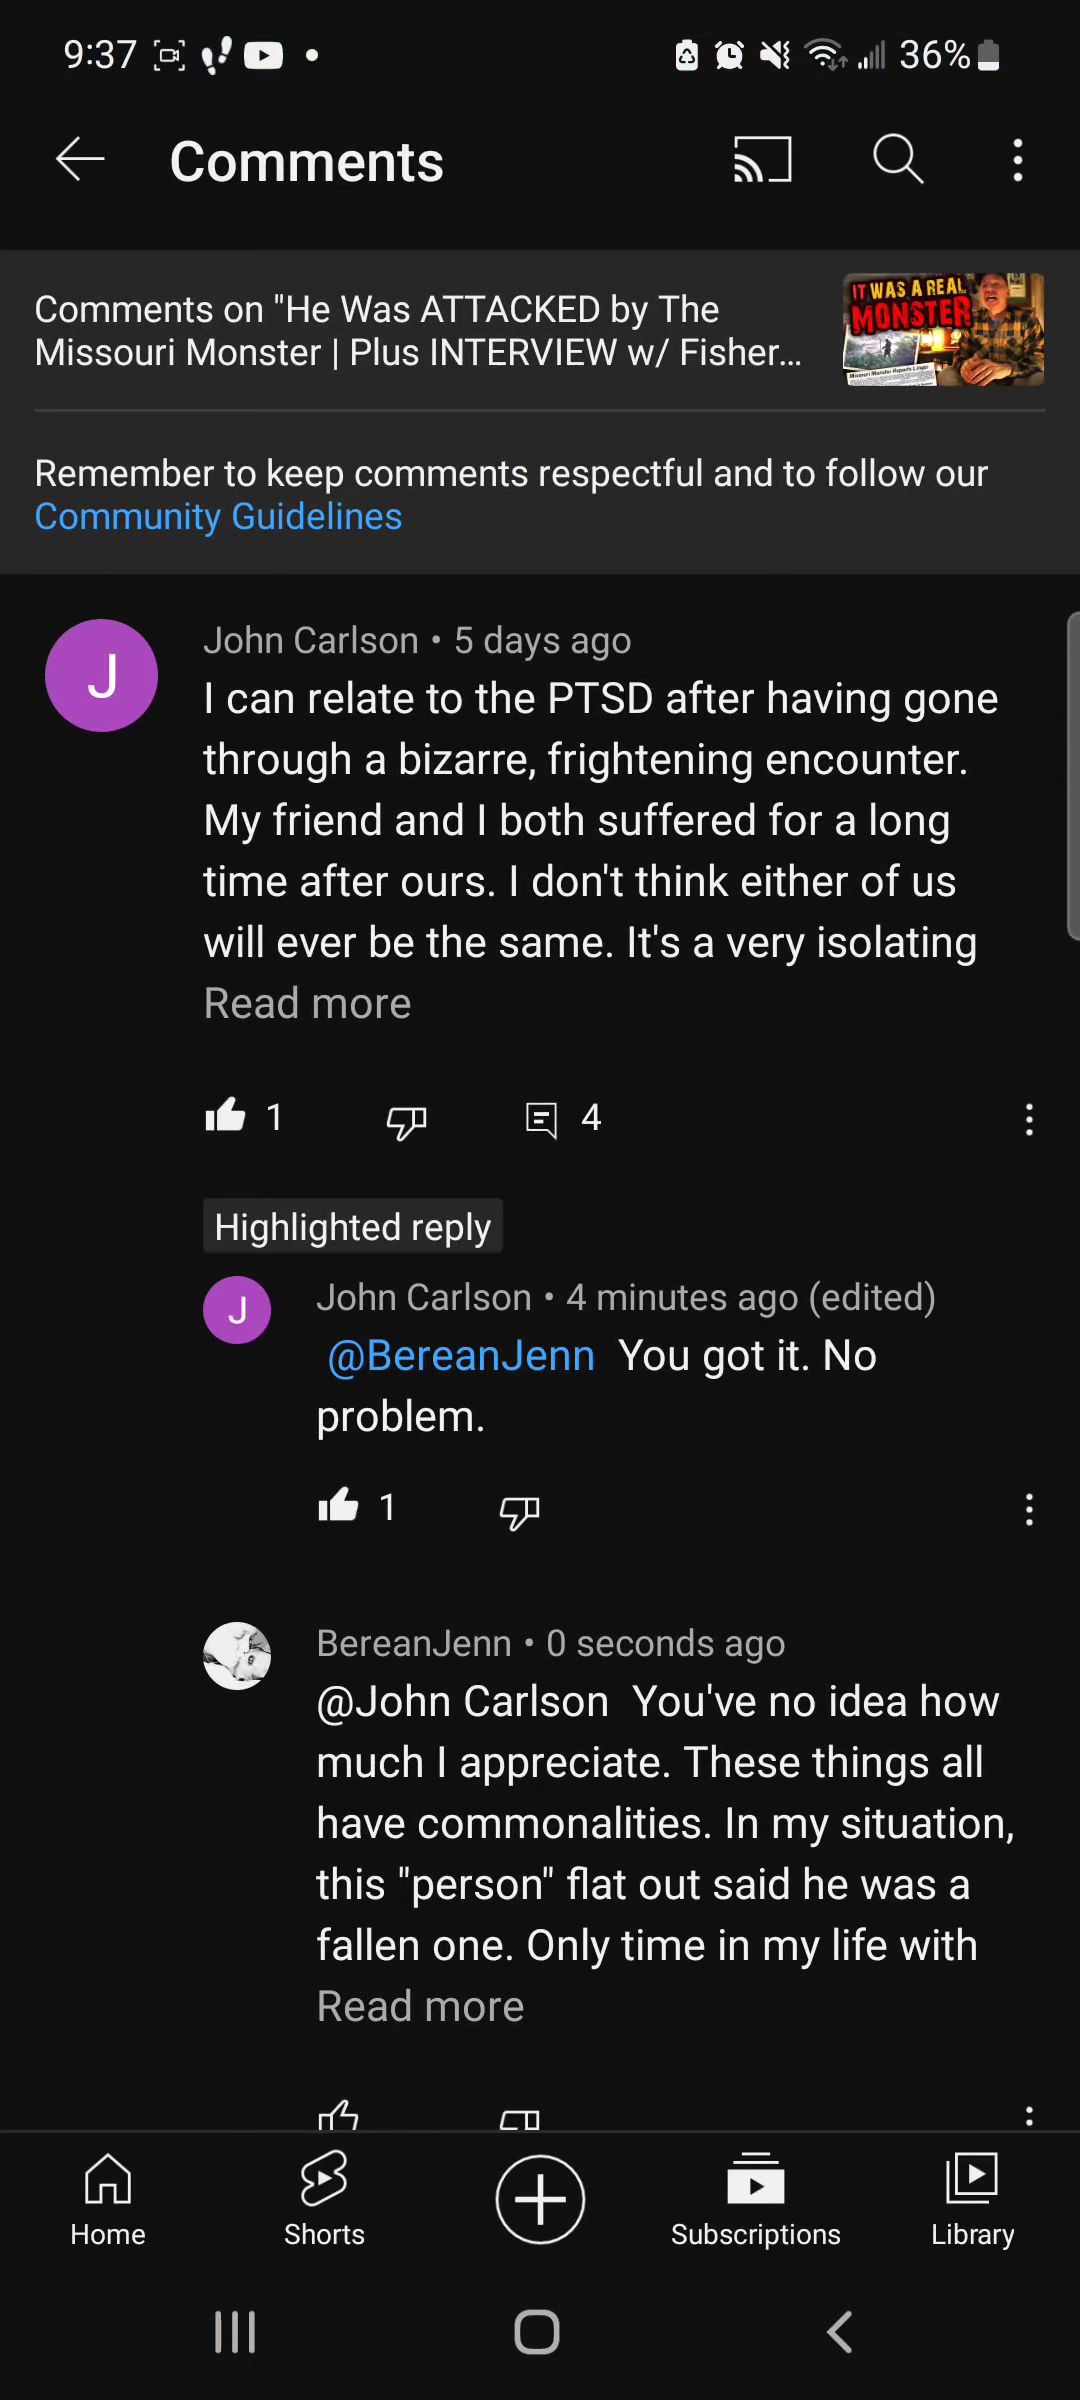 9:37
36%
Comments
Comments on "He Was ATTACKED by The
Missouri Monster | Plus INTERVIEW w/ Fisher...
IT WAS A REAL
MONSTER
Missouri Monster Reports Linger
Remember to keep comments respectful and to follow our
Community Guidelines
J
John Carlson • 5 days ago
I can relate to the PTSD after having gone
through a bizarre, frightening encounter.
My friend and I both suffered for a long
time after ours. I don't think either of us
will ever be the same. It's a very isolating
Read more
1
4
Highlighted reply
J
John Carlson • 4 minutes ago (edited)
@BereanJenn You got it. No
problem.
1
BereanJenn • 0 seconds ago
@John Carlson You've no idea how
much I appreciate. These things all
have commonalities. In my situation,
this "person" flat out said he was a
fallen one. Only time in my life with
Read more
Home
Shorts
Subscriptions
Library